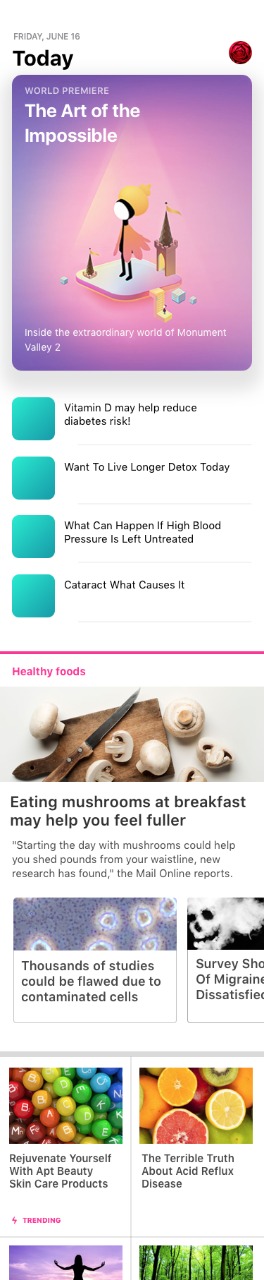 FRIDAY, JUNE 16
Today
WORLD PREMIERE
The Art of the
Impossible
Inside the extraordinary world of Monument
Valley 2
Vitamin D may help reduce
diabetes risk!
Want To Live Longer Detox Today
What Can Happen If High Blood
Pressure Is Left Untreated
Cataract What Causes It
Healthy foods
Eating mushrooms at breakfast
may help you feel fuller
"Starting the day with mushrooms could help
you shed pounds from your waistline, new
research has found," the Mail Online reports.
Thousands of studies
could be flawed due to
contaminated cells
Survey Sho
Of Migraine
Dissatisfied
Rejuvenate Yourself
With Apt Beauty
Skin Care Products
TRENDING
The Terrible Truth
About Acid Reflux
Disease